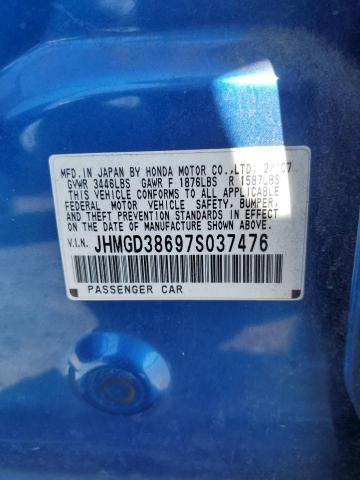 MFD.IN JAPAN BY HONDA MOTOR CO.,LTD. 2/'07
GVWR 3446LBS GAWR F 1876LBS R 1587LBS
THIS VEHICLE CONFORMS TO ALL APPLICABLE
FEDERAL MOTOR VEHICLE SAFETY, BUMPER,
AND THEFT PREVENTION STANDARDS IN EFFECT
ON THE DATE OF MANUFACTURE SHOWN ABOVE.
V.I.N. JHMGD38697S037476
PASSENGER CAR